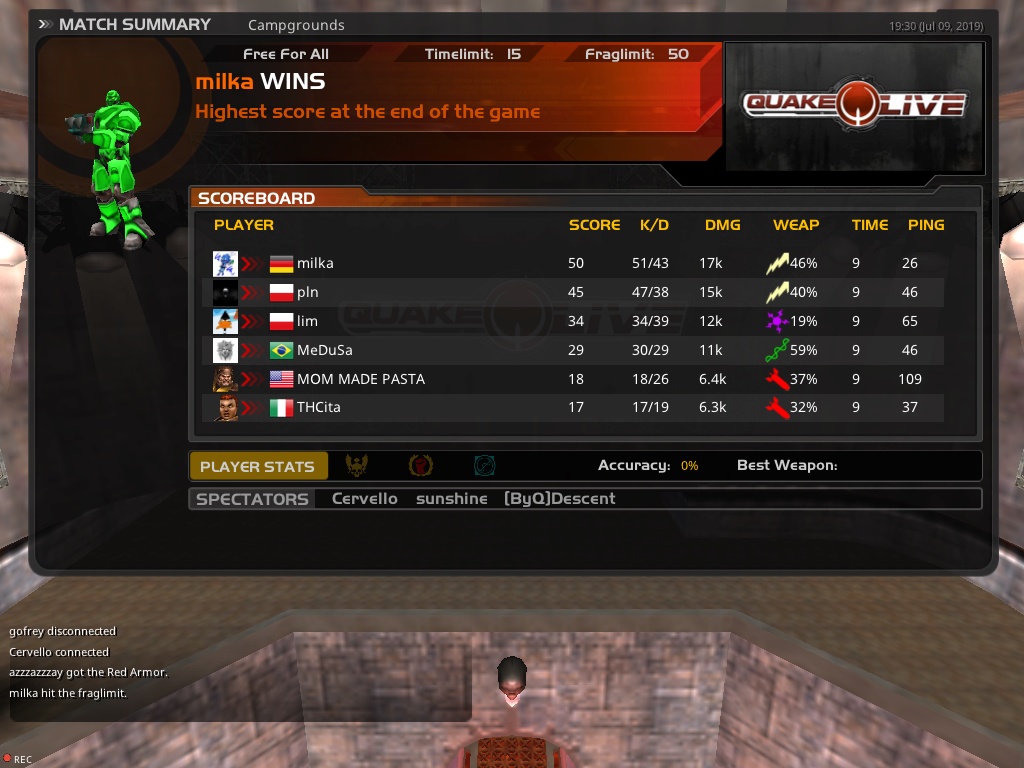 MATCH SUMMARY Campgrounds 19:30 (Jul 09, 2019)
Free For All Timelimit: 15 Fraglimit: 50
milka WINS
Highest score at the end of the game
QUAKE LIVE
SCOREBOARD
PLAYER SCORE K/D DMG WEAP TIME PING
milka 50 51/43 17k 46% 9 26
pln 45 47/38 15k 40% 9 46
lim 34 34/39 12k 19% 9 65
MeDuSa 29 30/29 11k 59% 9 46
MOM MADE PASTA 18 18/26 6.4k 37% 9 109
THCita 17 17/19 6.3k 32% 9 37
QUAKE LIVE
PLAYER STATS Accuracy: 0% Best Weapon:
SPECTATORS Cervello sunshine [ByQ]Descent
gofrey disconnected
Cervello connected
azzzazzzay got the Red Armor.
milka hit the fraglimit.
REC